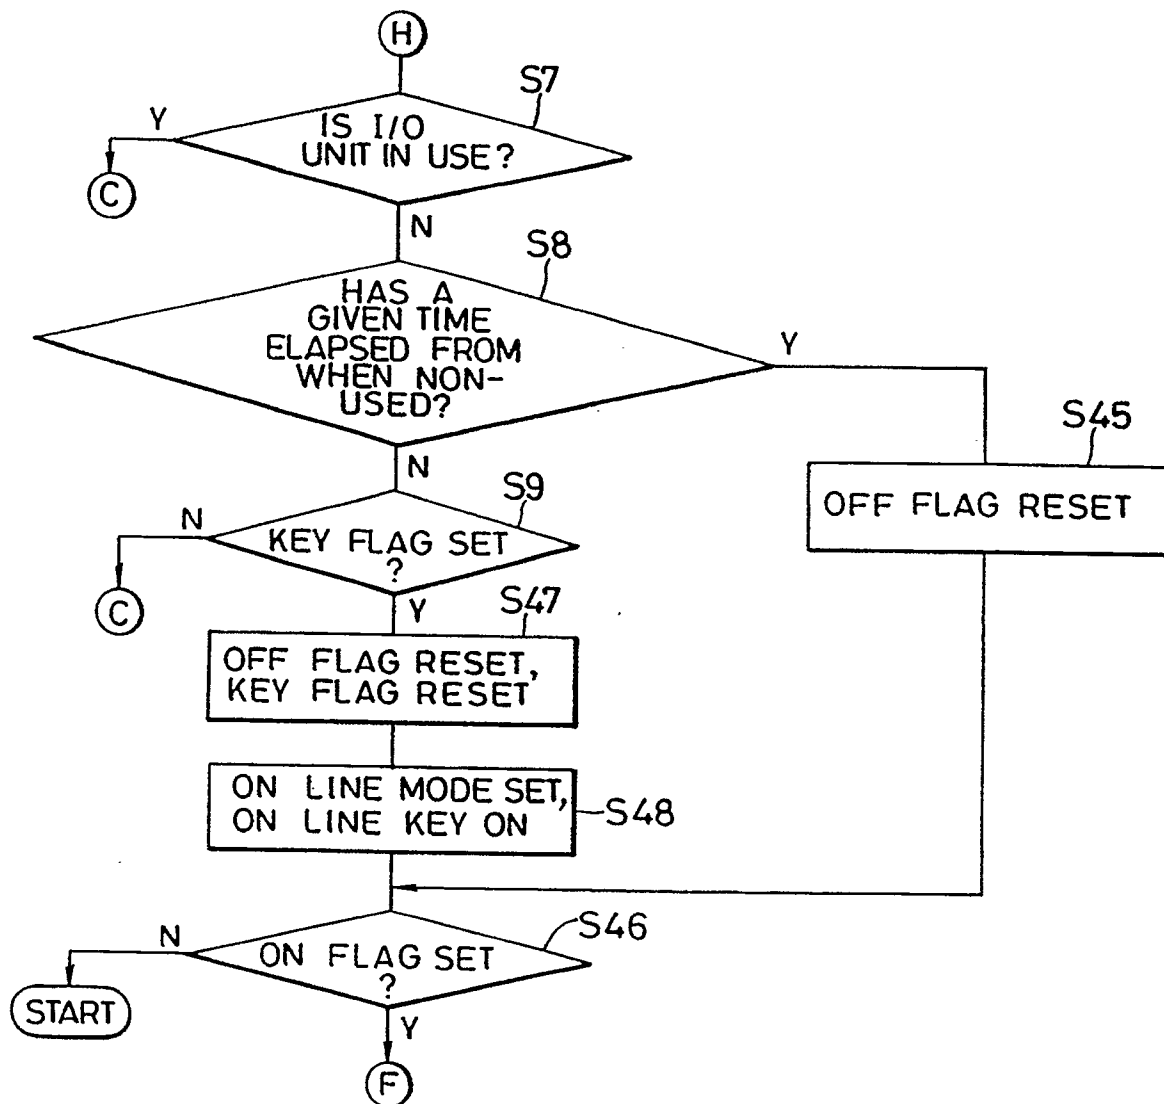 H
S7
Y
IS I/O
UNIT IN USE?
C
N
S8
HAS A
GIVEN TIME
ELAPSED FROM
WHEN NON-
USED?
Y
N
S45
OFF FLAG RESET
S9
N
KEY FLAG SET
?
C
Y
S47
OFF FLAG RESET,
KEY FLAG RESET
ON LINE MODE SET,
ON LINE KEY ON
S48
S46
N
ON FLAG SET
?
START
Y
F